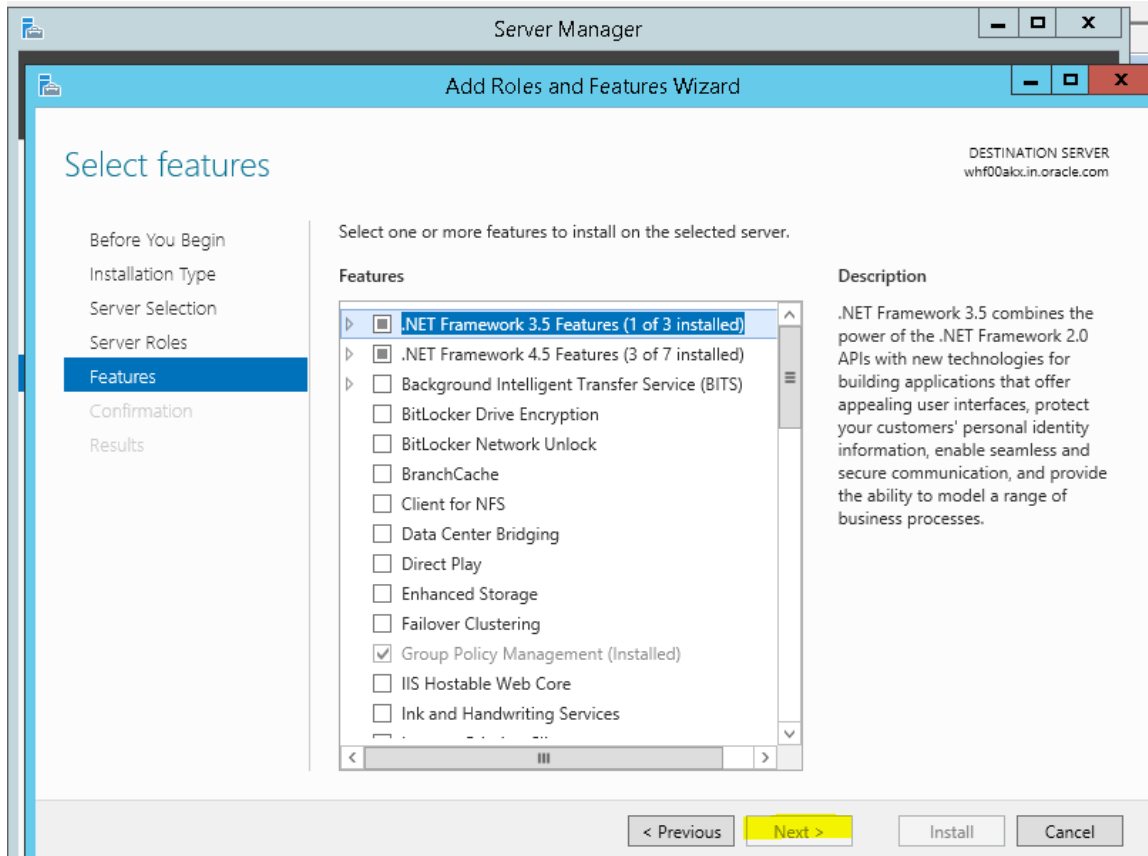 Server Manager
Add Roles and Features Wizard
Select features
DESTINATION SERVER
whf00akx.in.oracle.com
Before You Begin
Installation Type
Server Selection
Server Roles
Features
Confirmation
Results
Select one or more features to install on the selected server.
Features
.NET Framework 3.5 Features (1 of 3 installed)
.NET Framework 4.5 Features (3 of 7 installed)
Background Intelligent Transfer Service (BITS)
BitLocker Drive Encryption
BitLocker Network Unlock
BranchCache
Client for NFS
Data Center Bridging
Direct Play
Enhanced Storage
Failover Clustering
Group Policy Management (Installed)
IIS Hostable Web Core
Ink and Handwriting Services
Description
.NET Framework 3.5 combines the
power of the .NET Framework 2.0
APIs with new technologies for
building applications that offer
appealing user interfaces, protect
your customers' personal identity
information, enable seamless and
secure communication, and provide
the ability to model a range of
business processes.
< Previous
Next >
Install
Cancel